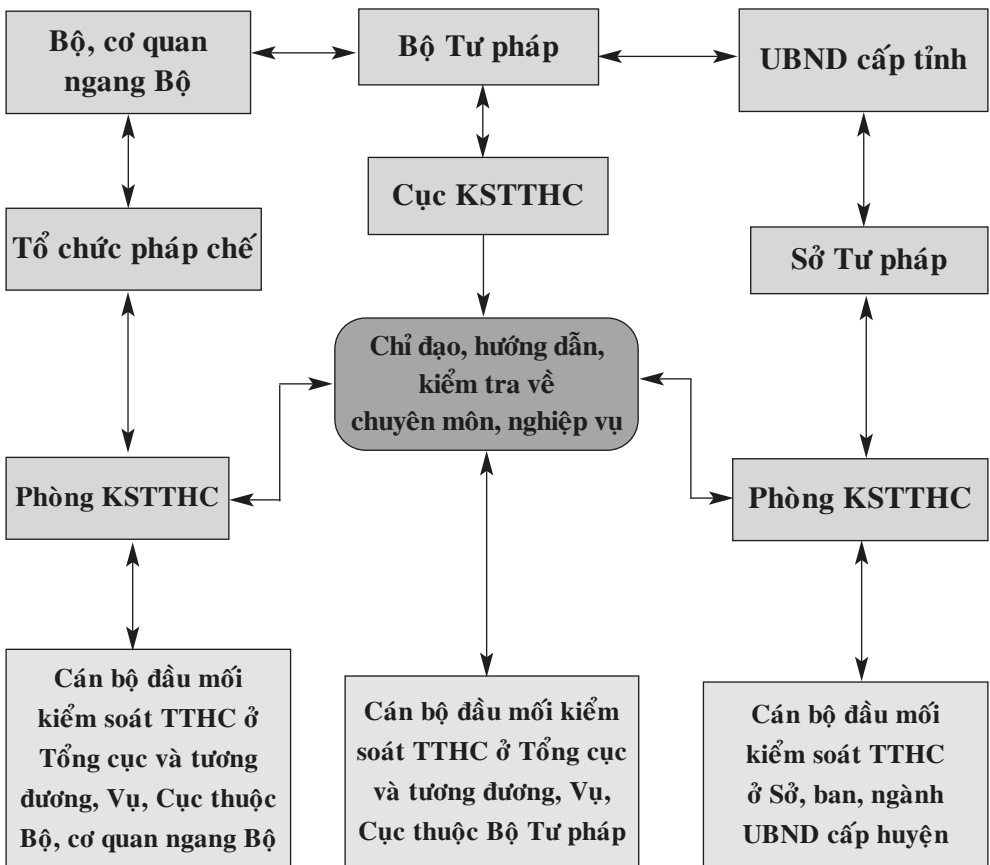 Bộ, cơ quan
ngang Bộ
Bộ Tư pháp
UBND cấp tỉnh
Cục KSTTHC
Tổ chức pháp chế
Sở Tư pháp
Chỉ đạo, hướng dẫn,
kiểm tra về
chuyên môn, nghiệp vụ
Phòng KSTTHC
Phòng KSTTHC
Cán bộ đầu mối
kiểm soát TTHC ở
Tổng cục và tương
đương, Vụ, Cục thuộc
Bộ, cơ quan ngang Bộ
Cán bộ đầu mối kiểm
soát TTHC ở Tổng cục
và tương đương, Vụ,
Cục thuộc Bộ Tư pháp
Cán bộ đầu mối
kiểm soát TTHC
ở Sở, ban, ngành
UBND cấp huyện